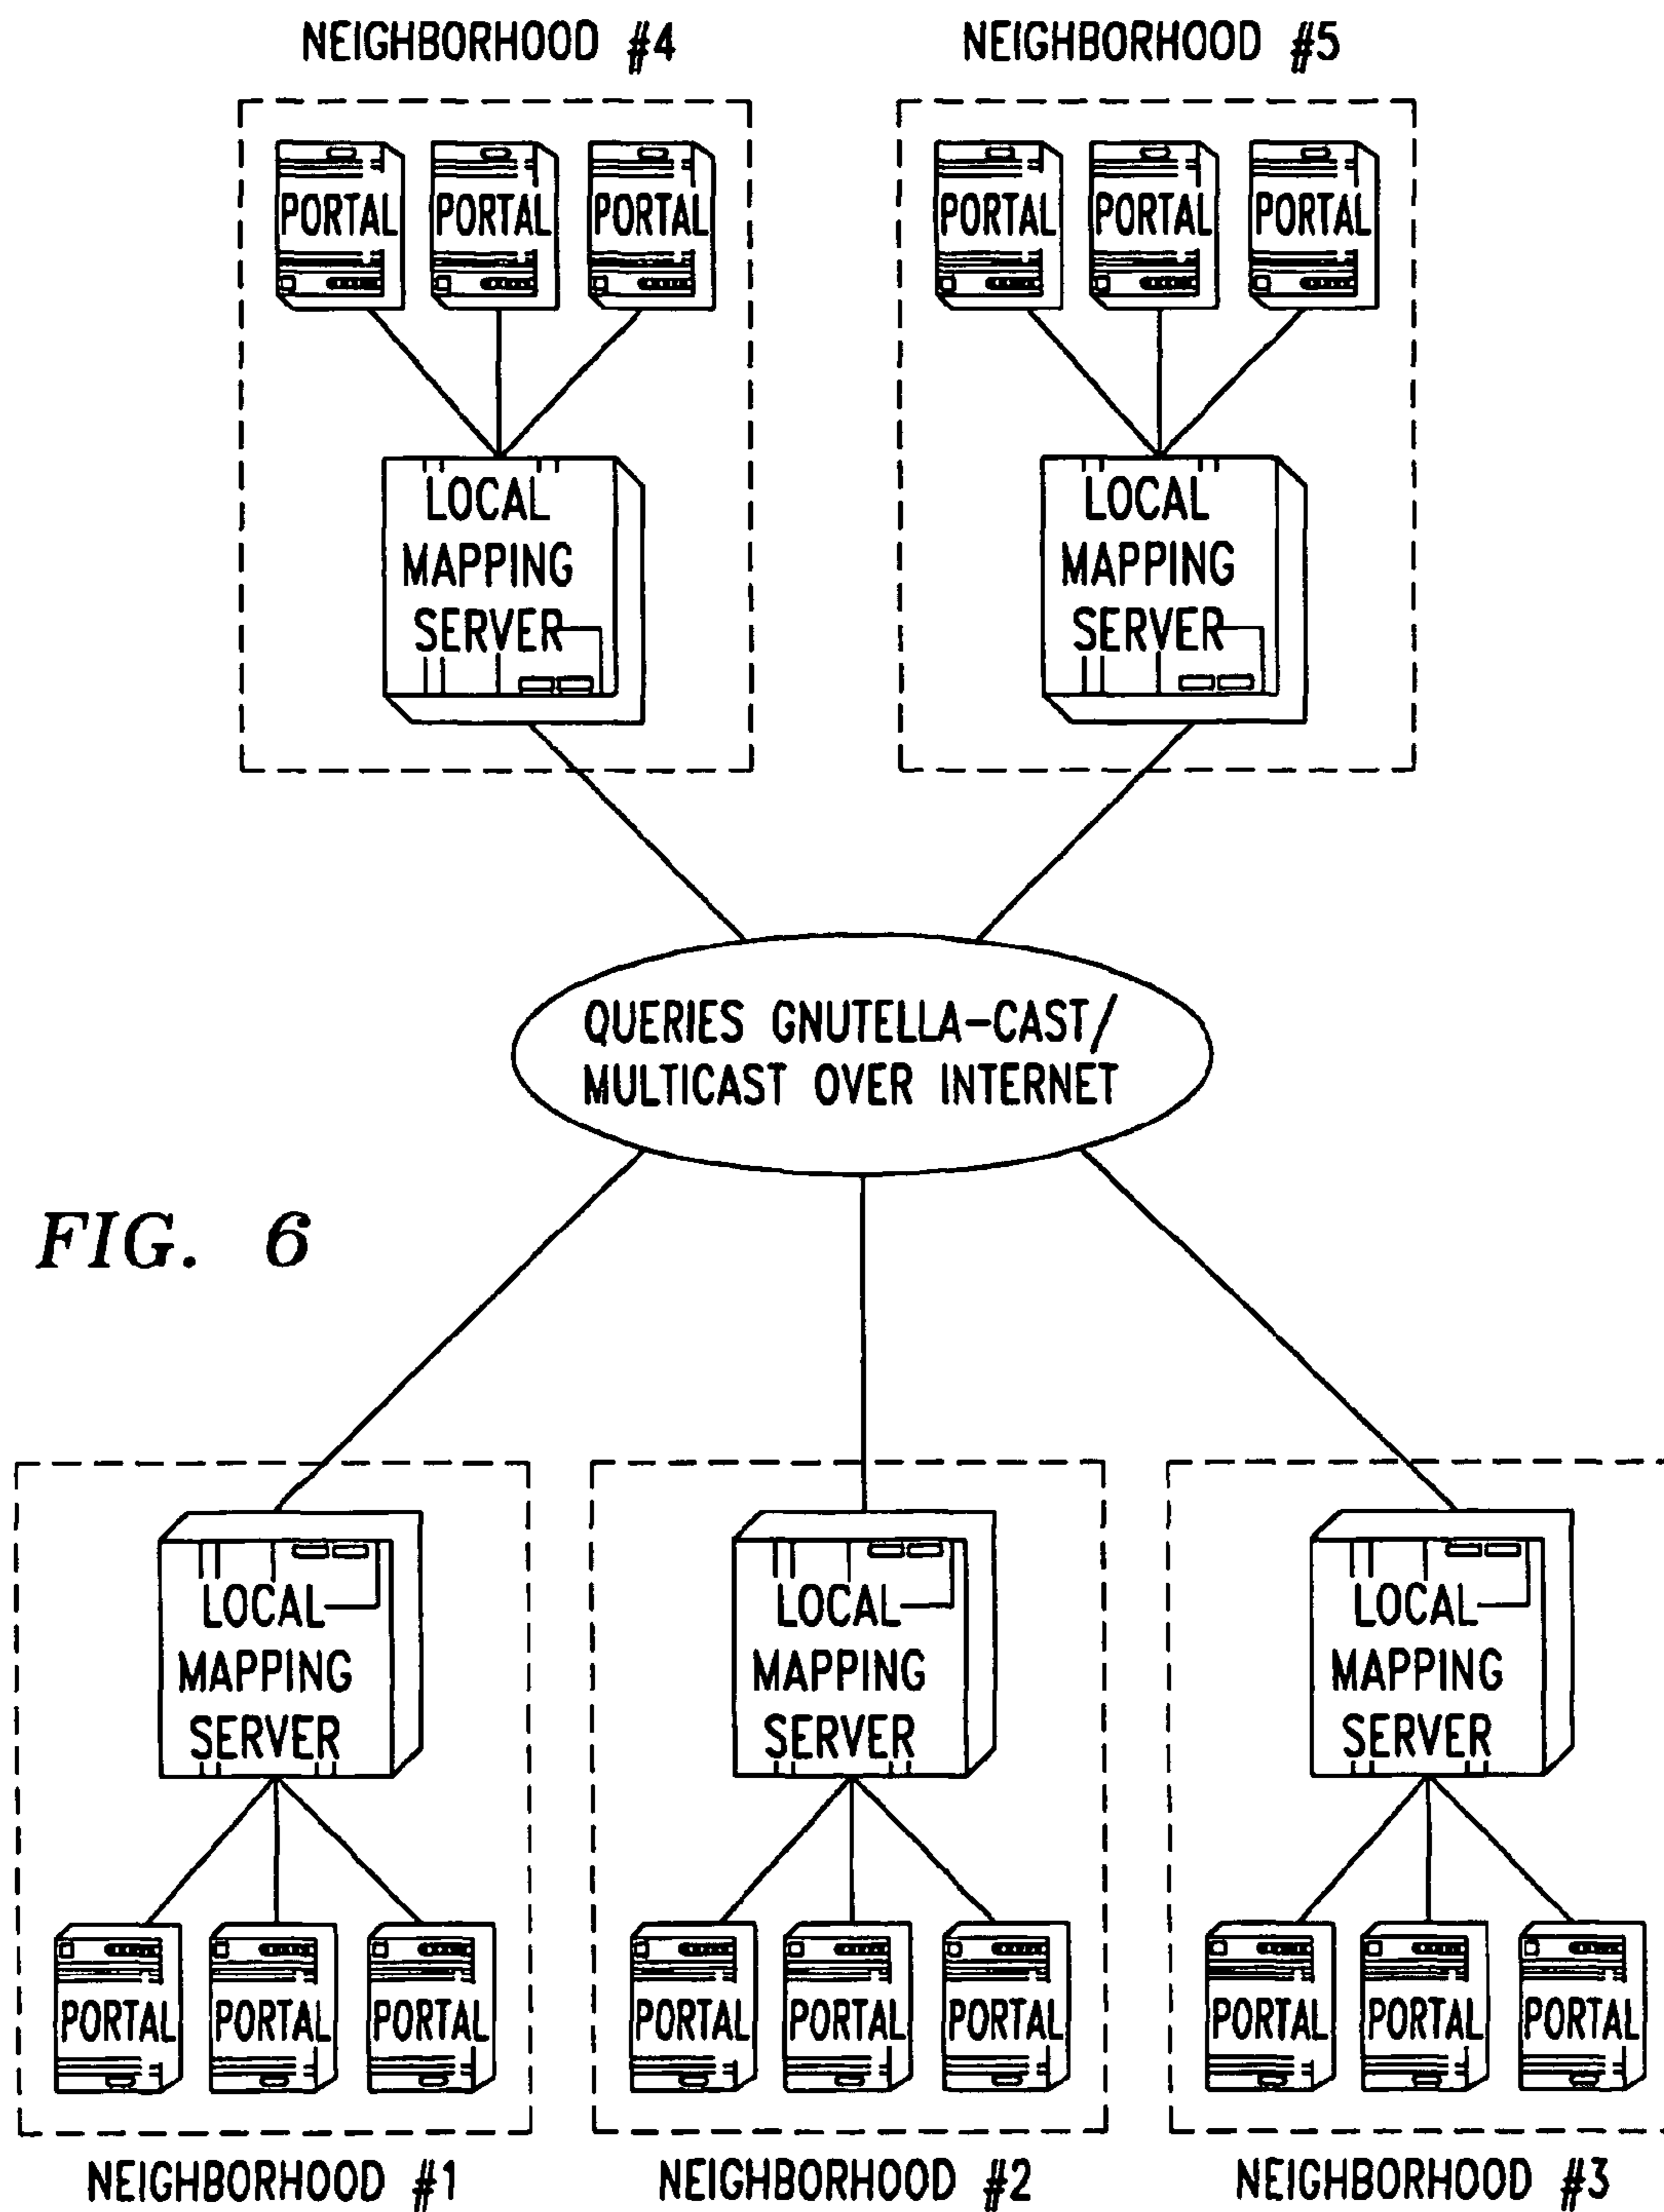 NEIGHBORHOOD #4
NEIGHBORHOOD #5
PORTAL
PORTAL
PORTAL
PORTAL
PORTAL
PORTAL
LOCAL
MAPPING
SERVER
LOCAL
MAPPING
SERVER
QUERIES GNUTELLA-CAST/
MULTICAST OVER INTERNET
FIG. 6
LOCAL
MAPPING
SERVER
LOCAL
MAPPING
SERVER
LOCAL
MAPPING
SERVER
PORTAL
PORTAL
PORTAL
PORTAL
PORTAL
PORTAL
PORTAL
PORTAL
PORTAL
NEIGHBORHOOD #1
NEIGHBORHOOD #2
NEIGHBORHOOD #3